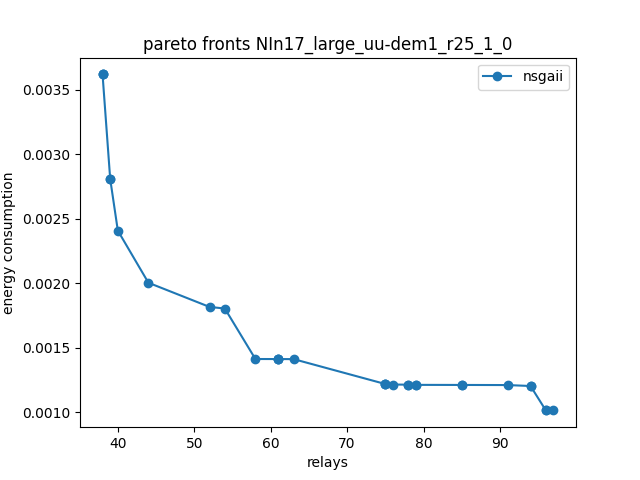 pareto fronts NIn17_large_uu-dem1_r25_1_0
nsgaii
energy consumption
0.0035
0.0030
0.0025
0.0020
0.0015
0.0010
40 50 60 70 80 90
relays